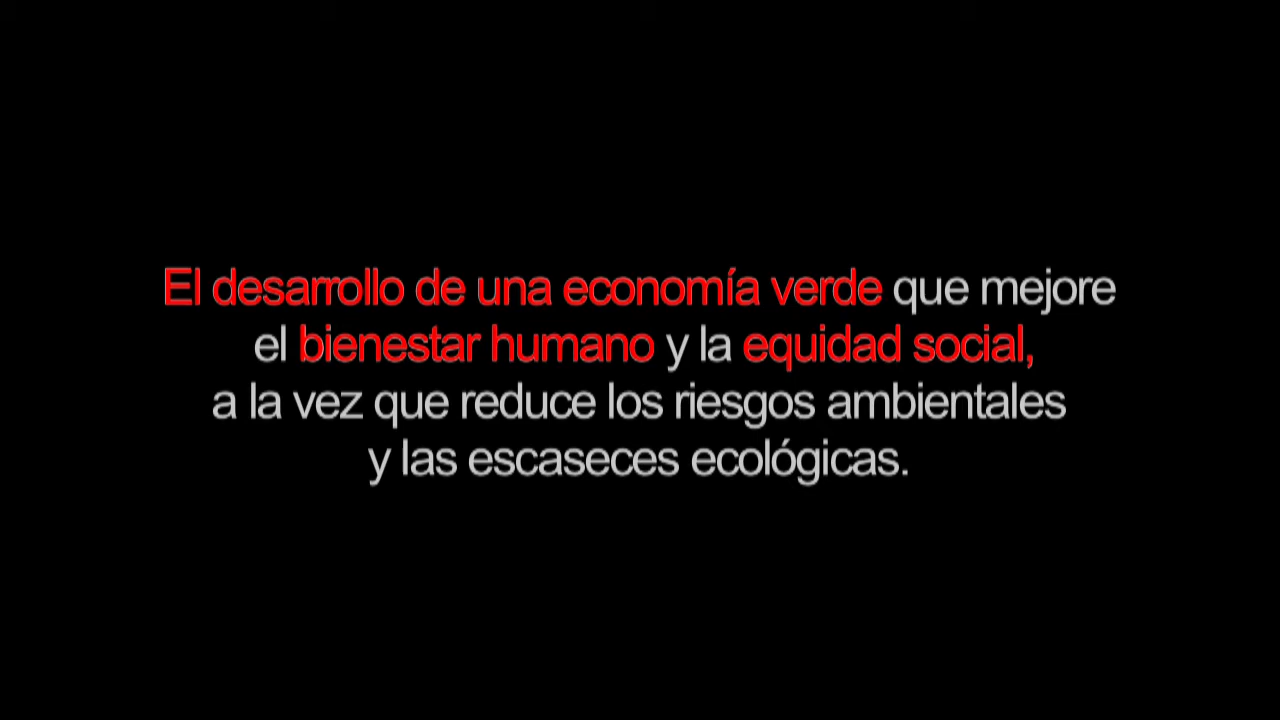 El desarrollo de una economía verde que mejore
el bienestar humano y la equidad social,
a la vez que reduce los riesgos ambientales
y las escaseces ecológicas.